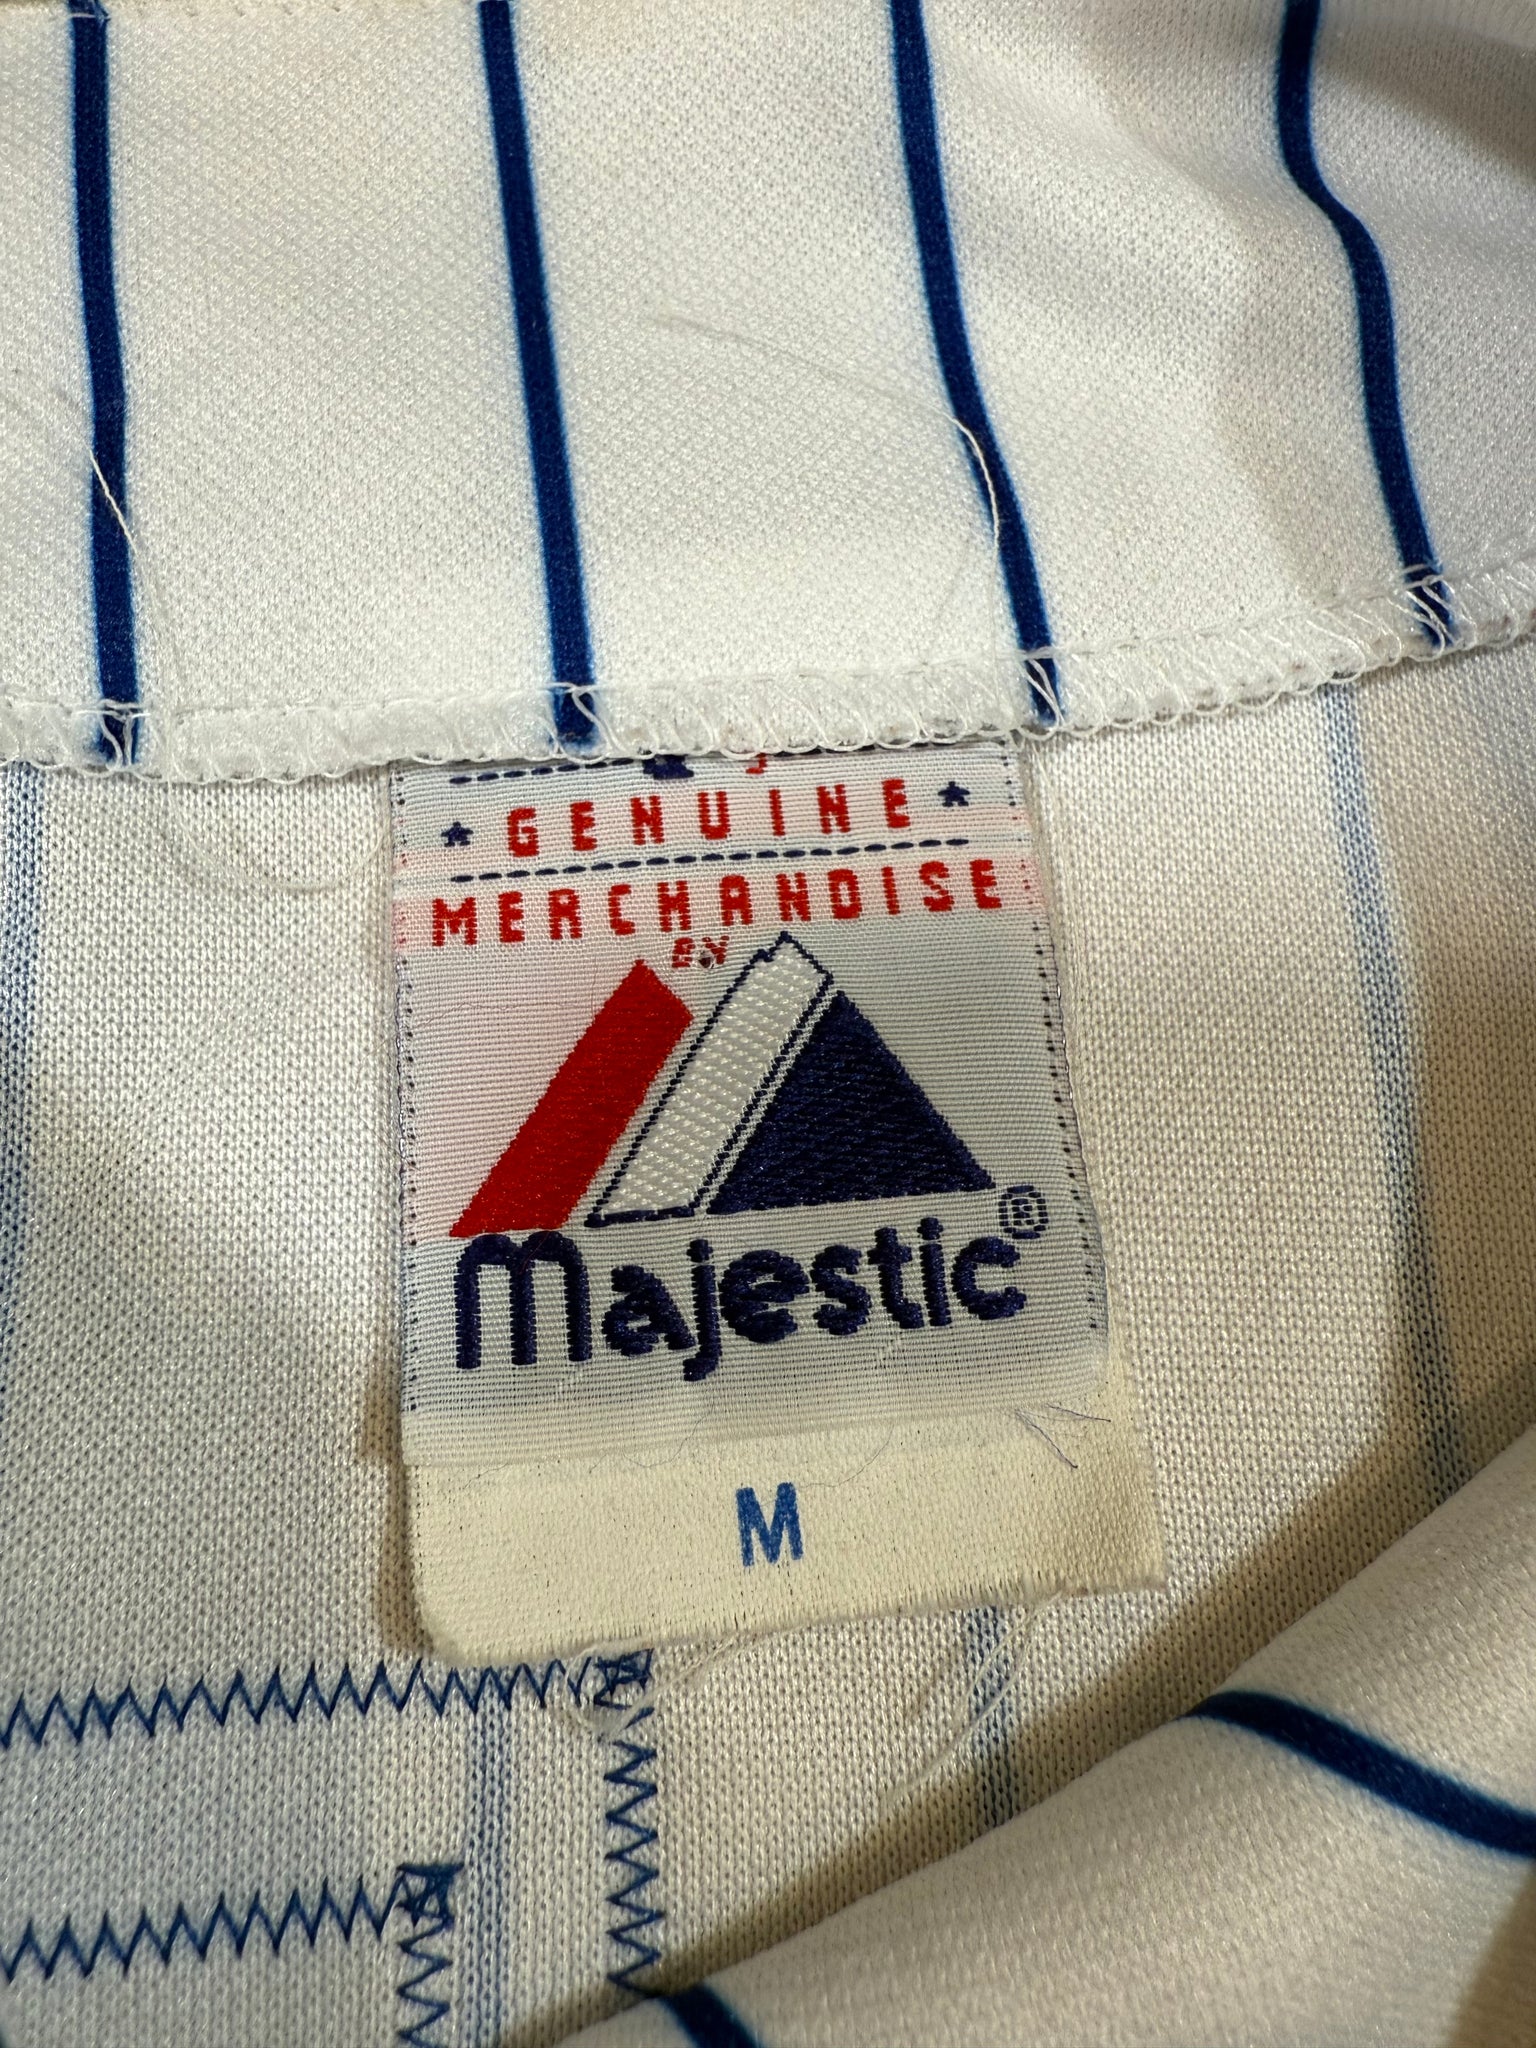 GENUINE
MERCHANDISE
BY
Majestic®
M